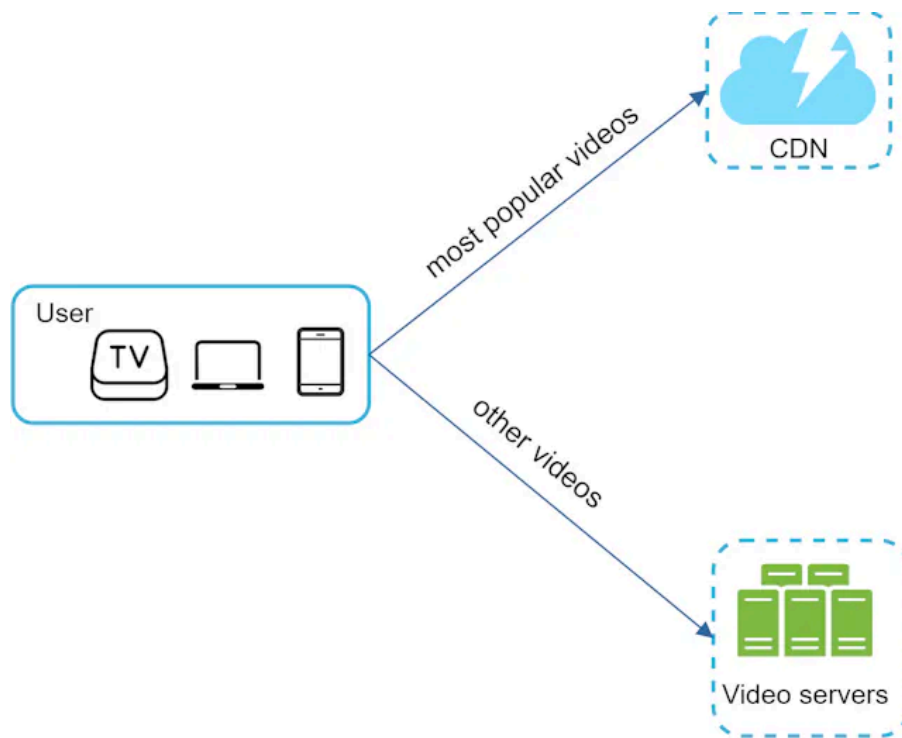 CDN
most popular videos
User
TV
other videos
Video servers